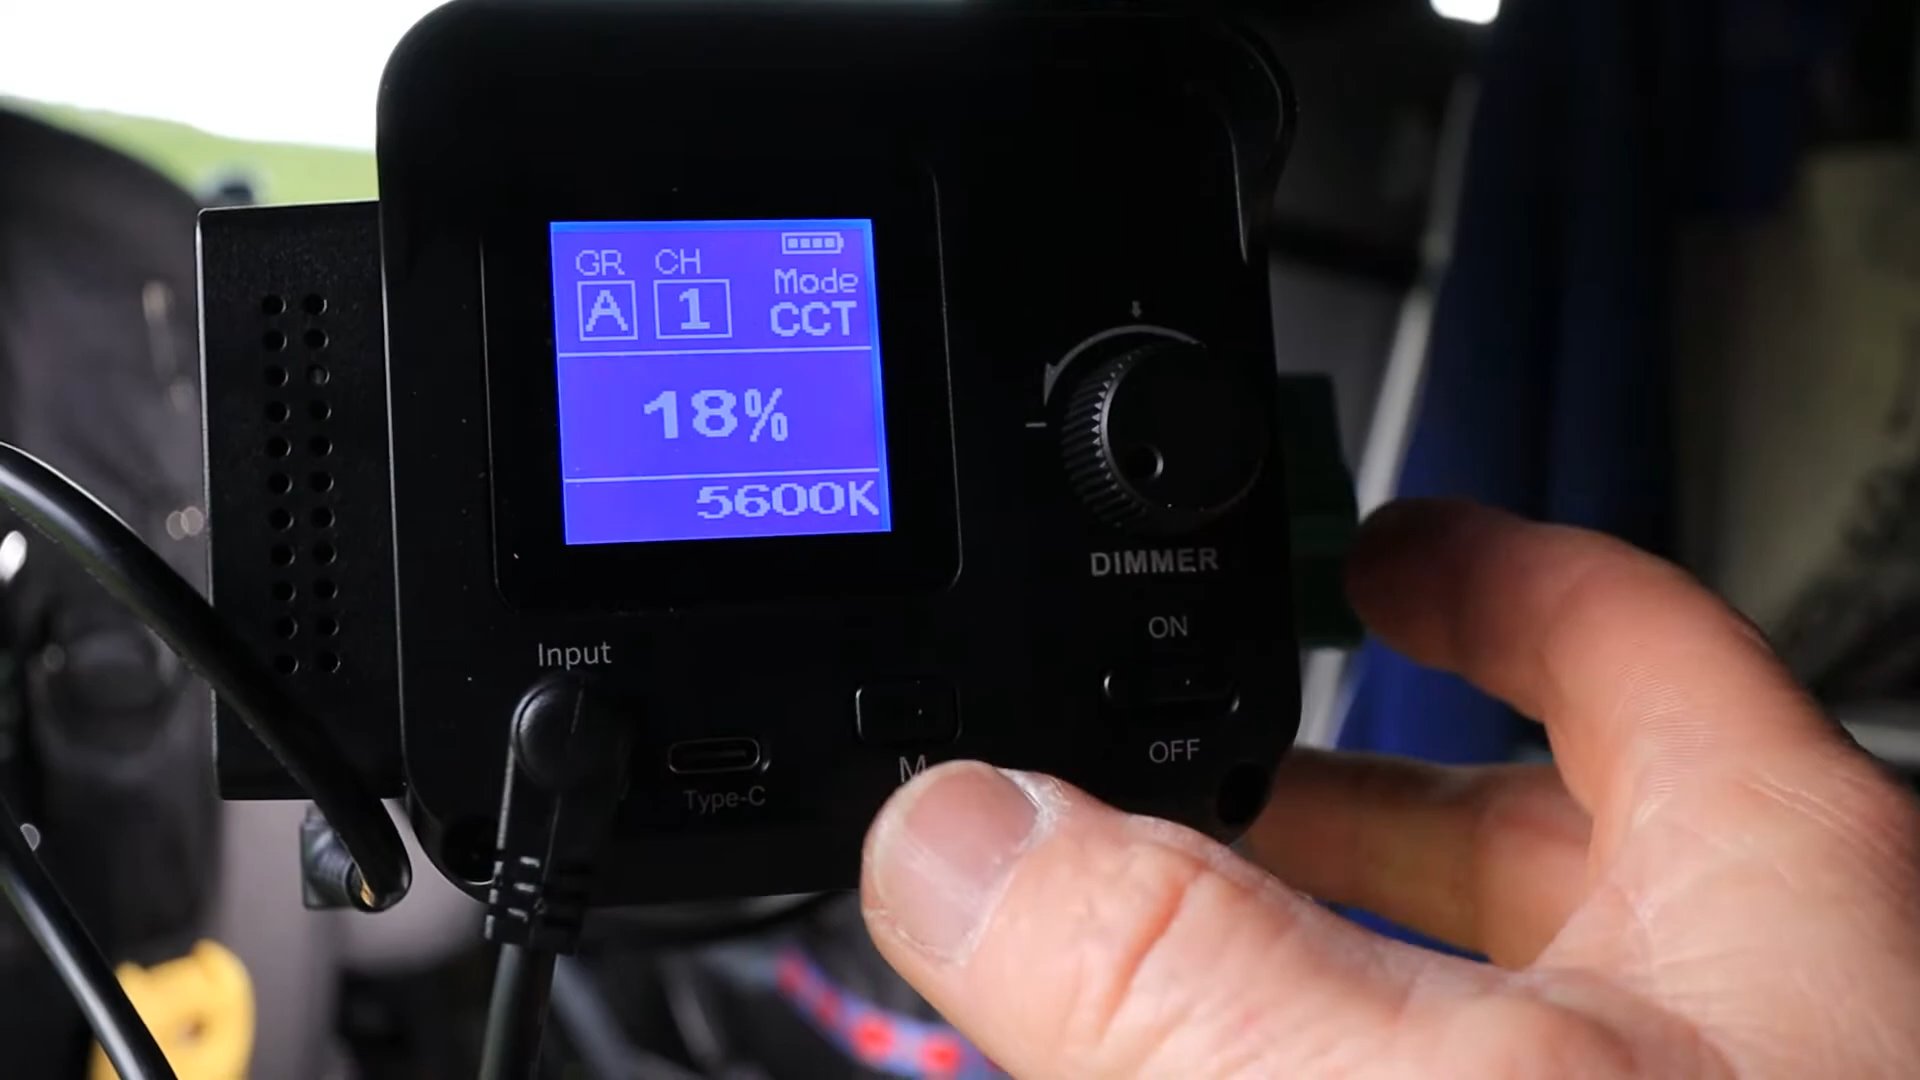 GR CH
Mode
A 1 CCT
18%
5600K
DIMMER
ON
Input
OFF
M
Type-C